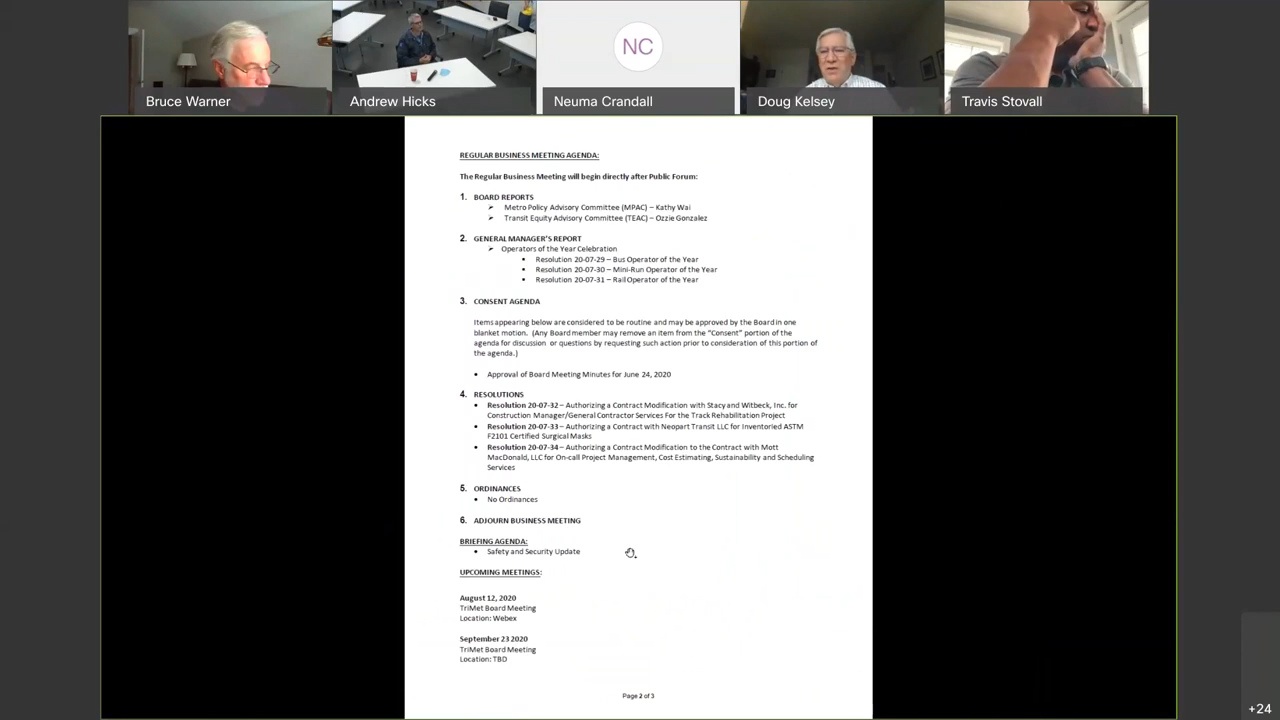 NC
Bruce Warner
Andrew Hicks
Neuma Crandall
Doug Kelsey
Travis Stovall
REGULAR BUSINESS MEETING AGENDA:
The Regular Business Meeting will begin directly after Public Forum:
1. BOARD REPORTS
➢ Metro Policy Advisory Committee (MPAC) – Kathy Wai
➢ Transit Equity Advisory Committee (TEAC) – Ozzie Gonzalez
2. GENERAL MANAGER'S REPORT
➢ Operators of the Year Celebration
• Resolution 20-07-29 – Bus Operator of the Year
• Resolution 20-07-30 – Mini-Run Operator of the Year
• Resolution 20-07-31 – Rail Operator of the Year
3. CONSENT AGENDA
Items appearing below are considered to be routine and may be approved by the Board in one
blanket motion. (Any Board member may remove an item from the "Consent" portion of the
agenda for discussion or questions by requesting such action prior to consideration of this portion of
the agenda.)
• Approval of Board Meeting Minutes for June 24, 2020
4. RESOLUTIONS
• Resolution 20-07-32 – Authorizing a Contract Modification with Stacy and Witbeck, Inc. for
Construction Manager/General Contractor Services For the Track Rehabilitation Project
• Resolution 20-07-33 – Authorizing a Contract with Neopart Transit LLC for Inventoried ASTM
F2101 Certified Surgical Masks
• Resolution 20-07-34 – Authorizing a Contract Modification to the Contract with Mott
MacDonald, LLC for On-call Project Management, Cost Estimating, Sustainability and Scheduling
Services
5. ORDINANCES
• No Ordinances
6. ADJOURN BUSINESS MEETING
BRIEFING AGENDA:
• Safety and Security Update
UPCOMING MEETINGS:
August 12, 2020
TriMet Board Meeting
Location: Webex
September 23 2020
TriMet Board Meeting
Location: TBD
Page 2 of 3
+24